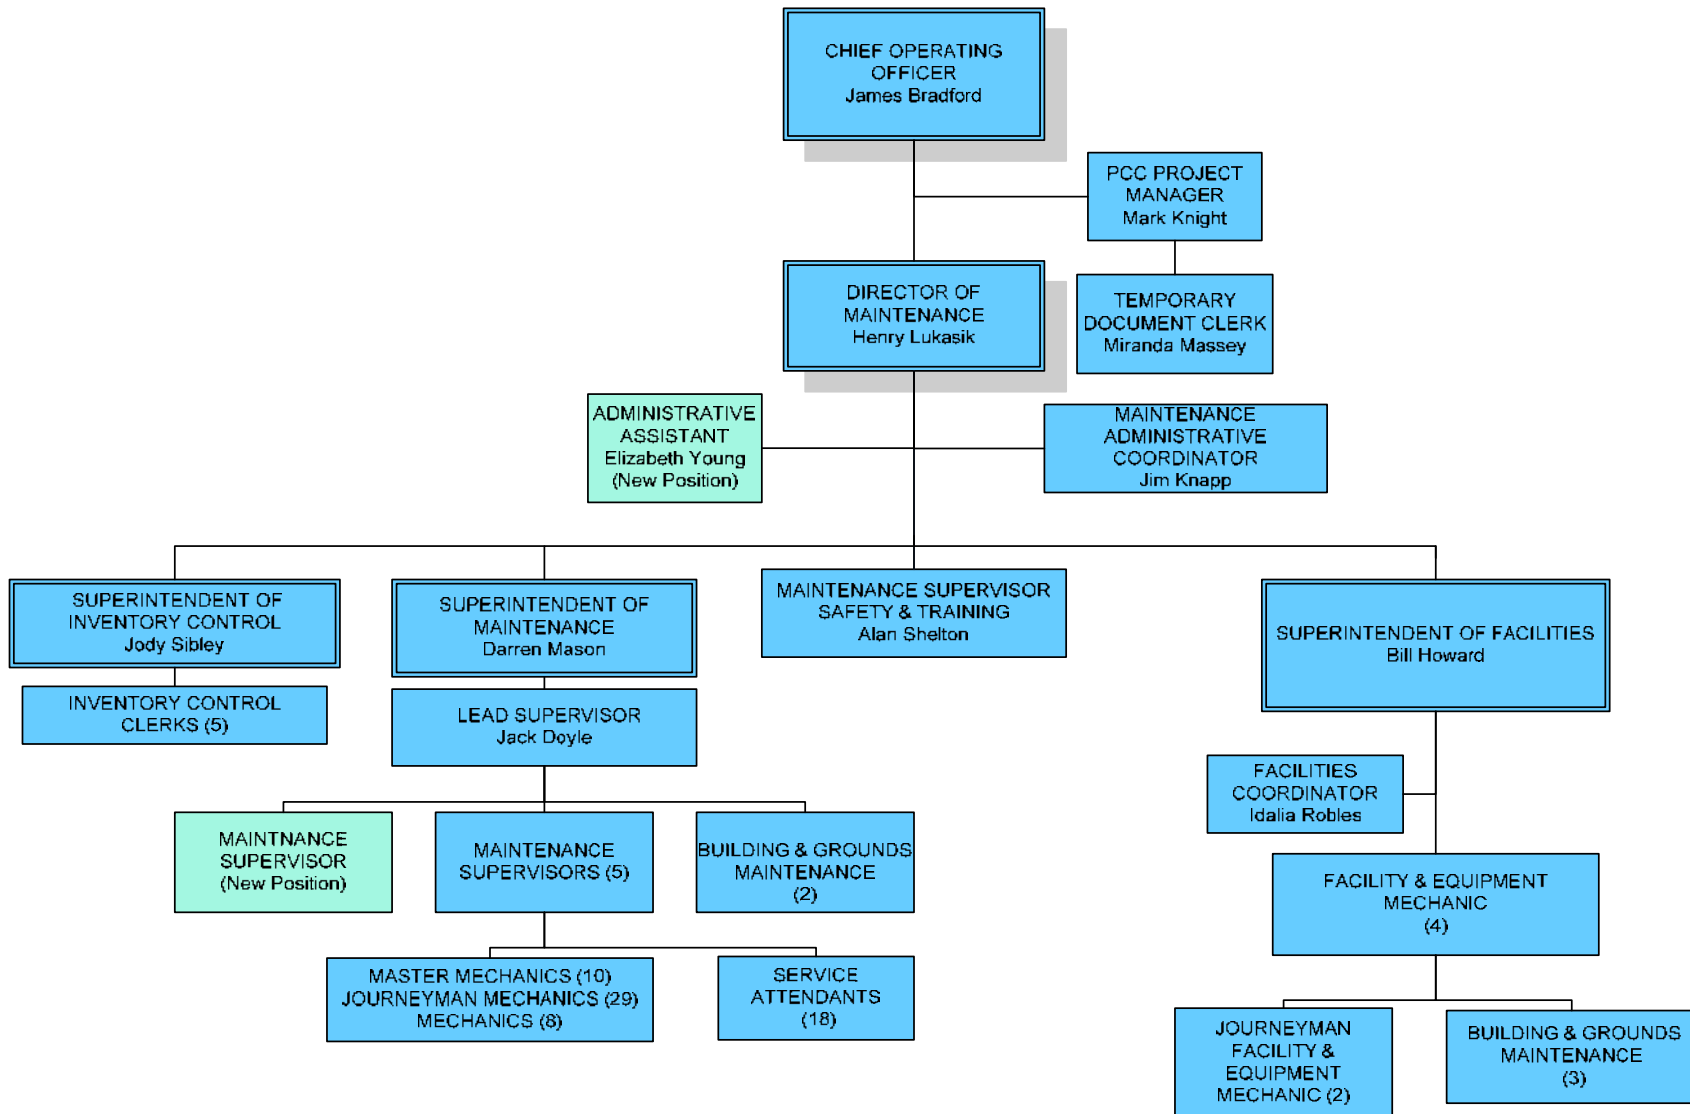 CHIEF OPERATING
OFFICER
James Bradford
PCC PROJECT
MANAGER
Mark Knight
DIRECTOR OF
MAINTENANCE
Henry Lukasik
TEMPORARY
DOCUMENT CLERK
Miranda Massey
ADMINISTRATIVE
ASSISTANT
Elizabeth Young
(New Position)
MAINTENANCE
ADMINISTRATIVE
COORDINATOR
Jim Knapp
SUPERINTENDENT OF
INVENTORY CONTROL
Jody Sibley
SUPERINTENDENT OF
MAINTENANCE
Darren Mason
MAINTENANCE SUPERVISOR
SAFETY & TRAINING
Alan Shelton
SUPERINTENDENT OF FACILITIES
Bill Howard
INVENTORY CONTROL
CLERKS (5)
LEAD SUPERVISOR
Jack Doyle
FACILITIES
COORDINATOR
Idalia Robles
MAINTNANCE
SUPERVISOR
(New Position)
MAINTENANCE
SUPERVISORS (5)
BUILDING & GROUNDS
MAINTENANCE
(2)
FACILITY & EQUIPMENT
MECHANIC
(4)
MASTER MECHANICS (10)
JOURNEYMAN MECHANICS (29)
MECHANICS (8)
SERVICE
ATTENDANTS
(18)
JOURNEYMAN
FACILITY &
EQUIPMENT
MECHANIC (2)
BUILDING & GROUNDS
MAINTENANCE
(3)